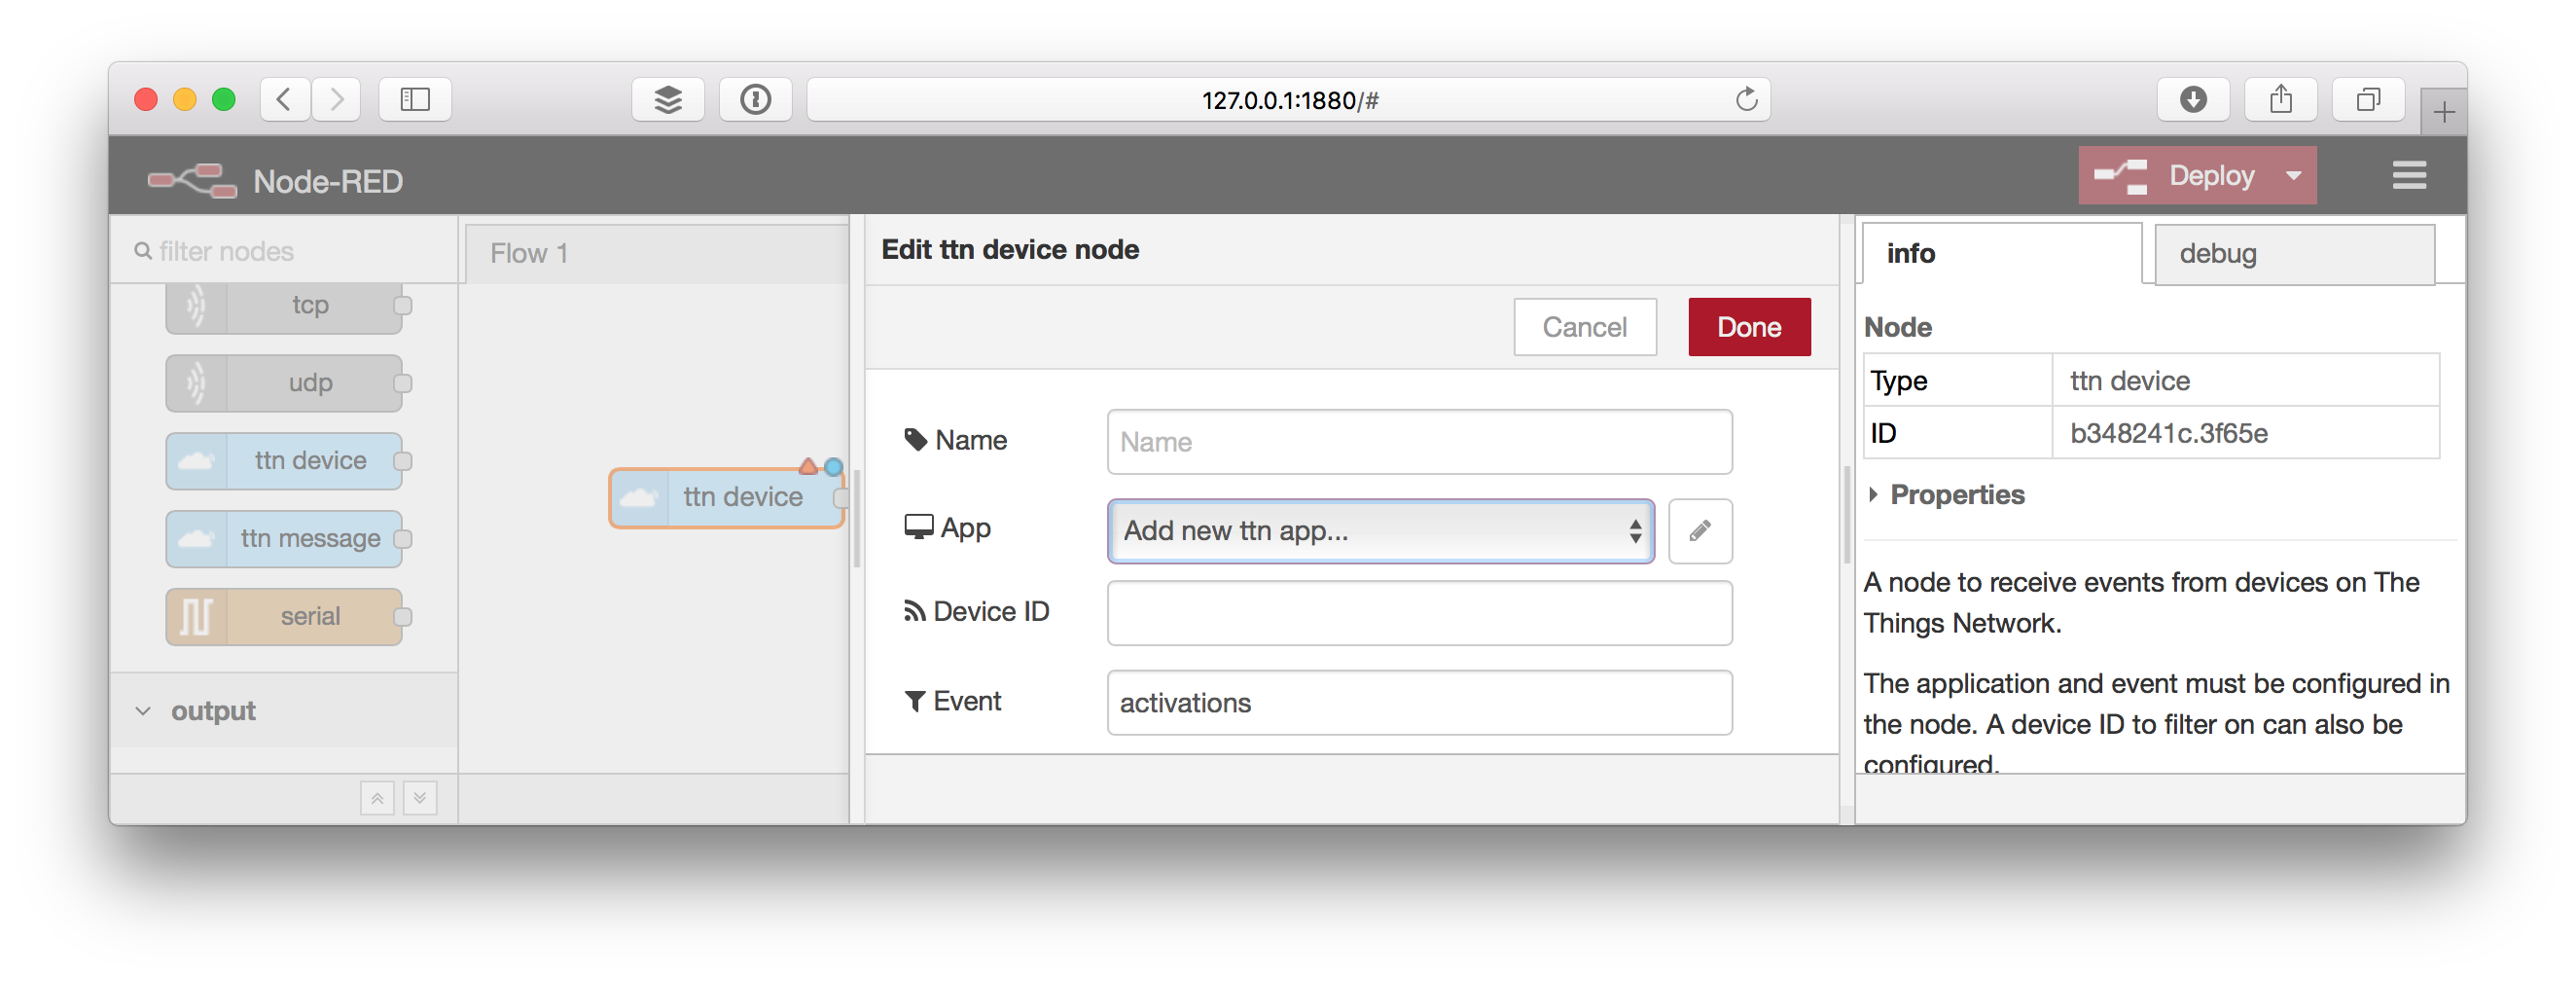 127.0.0.1:1880/#
Node-RED
Deploy
filter nodes
tcp
udp
ttn device
ttn message
serial
output
Flow 1
ttn device
Edit ttn device node
Cancel
Done
Name
Name
App
Add new ttn app...
Device ID
Event
activations
info
debug
Node
Type
ttn device
ID
b348241c.3f65e
Properties
A node to receive events from devices on The
Things Network.
The application and event must be configured in
the node. A device ID to filter on can also be
configured.